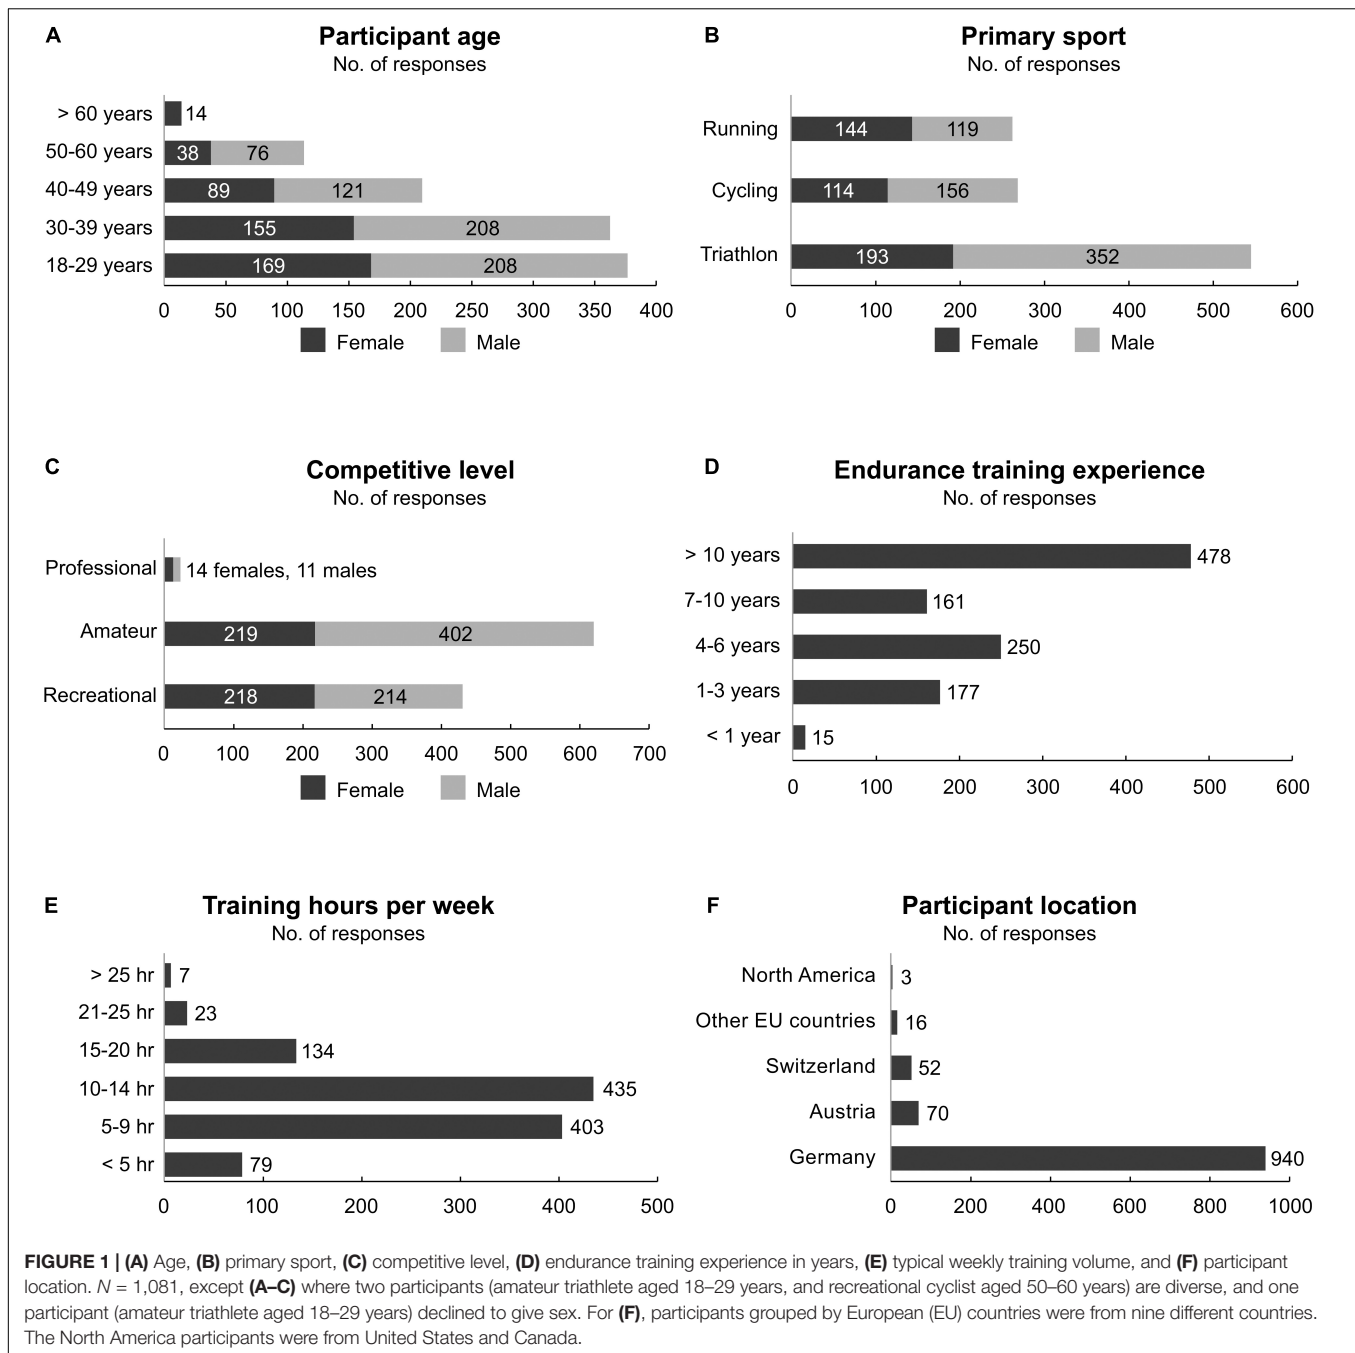 A
Participant age
No. of responses
> 60 years 14
50-60 years 38 76
40-49 years 89 121
30-39 years 155 208
18-29 years 169 208
0 50 100 150 200 250 300 350 400
Female Male
B
Primary sport
No. of responses
Running 144 119
Cycling 114 156
Triathlon 193 352
0 100 200 300 400 500 600
Female Male
C
Competitive level
No. of responses
Professional 14 females, 11 males
Amateur 219 402
Recreational 218 214
0 100 200 300 400 500 600 700
Female Male
D
Endurance training experience
No. of responses
> 10 years 478
7-10 years 161
4-6 years 250
1-3 years 177
< 1 year 15
0 100 200 300 400 500 600
E
Training hours per week
No. of responses
> 25 hr 7
21-25 hr 23
15-20 hr 134
10-14 hr 435
5-9 hr 403
< 5 hr 79
0 100 200 300 400 500
F
Participant location
No. of responses
North America 3
Other EU countries 16
Switzerland 52
Austria 70
Germany 940
0 200 400 600 800 1000
FIGURE 1 | (A) Age, (B) primary sport, (C) competitive level, (D) endurance training experience in years, (E) typical weekly training volume, and (F) participant
location. N = 1,081, except (A–C) where two participants (amateur triathlete aged 18–29 years, and recreational cyclist aged 50–60 years) are diverse, and one
participant (amateur triathlete aged 18–29 years) declined to give sex. For (F), participants grouped by European (EU) countries were from nine different countries.
The North America participants were from United States and Canada.